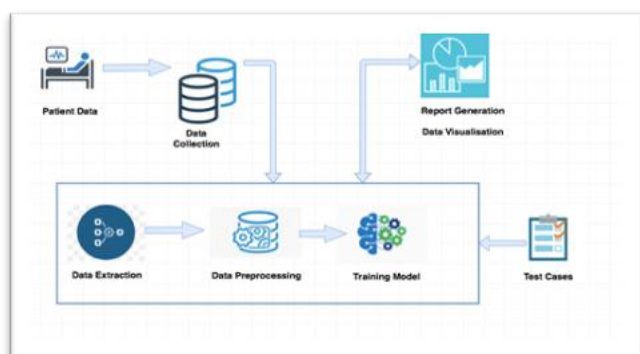 Patient Data
Data
Collection
Report Generation
Data Visualisation
Data Extraction
Data Preprocessing
Training Model
Test Cases